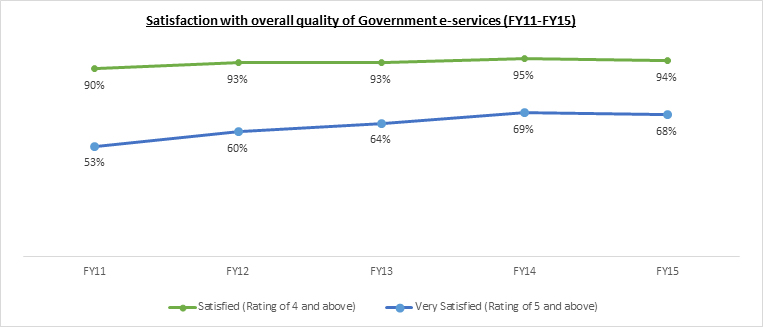 Satisfaction with overall quality of Government e-services (FY11-FY15)
90%
93%
93%
95%
94%
53%
60%
64%
69%
68%
FY11
FY12
FY13
FY14
FY15
Satisfied (Rating of 4 and above)
Very Satisfied (Rating of 5 and above)